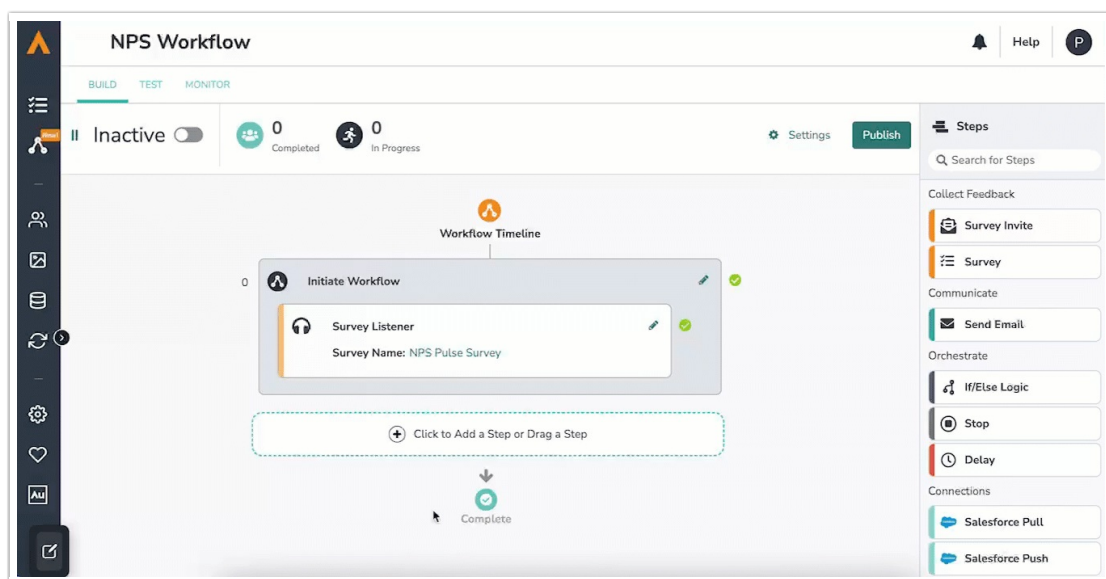 NPS Workflow
Help
P
BUILD TEST MONITOR
Inactive
0
Completed
0
In Progress
Settings
Publish
Workflow Timeline
0
Initiate Workflow
Survey Listener
Survey Name: NPS Pulse Survey
Click to Add a Step or Drag a Step
Complete
Au
Steps
Search for Steps
Collect Feedback
Survey Invite
Survey
Communicate
Send Email
Orchestrate
If/Else Logic
Stop
Delay
Connections
Salesforce Pull
Salesforce Push